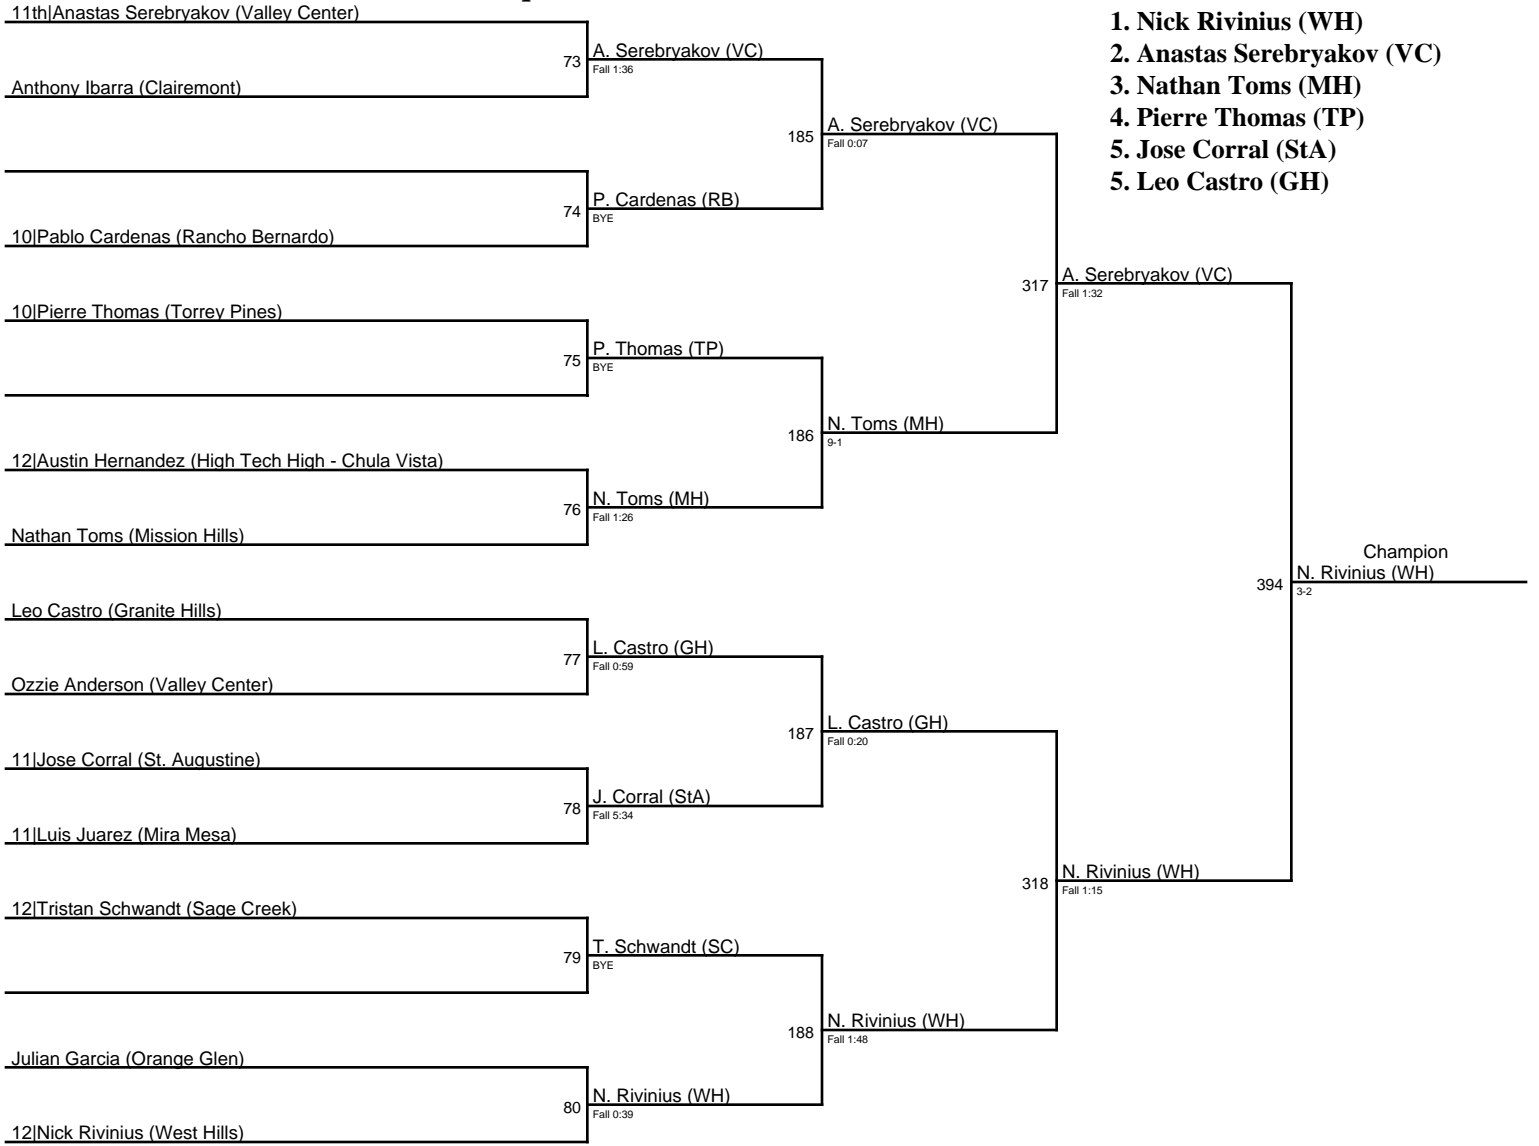 11th|Anastas Serebryakov (Valley Center)
73
A. Serebryakov (VC)
Fall 1:36
Anthony Ibarra (Clairemont)
185
A. Serebryakov (VC)
Fall 0:07
74
P. Cardenas (RB)
BYE
10|Pablo Cardenas (Rancho Bernardo)
317
A. Serebryakov (VC)
Fall 1:32
10|Pierre Thomas (Torrey Pines)
75
P. Thomas (TP)
BYE
186
N. Toms (MH)
9-1
12|Austin Hernandez (High Tech High - Chula Vista)
76
N. Toms (MH)
Fall 1:26
Nathan Toms (Mission Hills)
Champion
394
N. Rivinius (WH)
3-2
Leo Castro (Granite Hills)
77
L. Castro (GH)
Fall 0:59
Ozzie Anderson (Valley Center)
187
L. Castro (GH)
Fall 0:20
11|Jose Corral (St. Augustine)
78
J. Corral (StA)
Fall 5:34
11|Luis Juarez (Mira Mesa)
318
N. Rivinius (WH)
Fall 1:15
12|Tristan Schwandt (Sage Creek)
79
T. Schwandt (SC)
BYE
188
N. Rivinius (WH)
Fall 1:48
Julian Garcia (Orange Glen)
80
N. Rivinius (WH)
Fall 0:39
12|Nick Rivinius (West Hills)
1. Nick Rivinius (WH)
2. Anastas Serebryakov (VC)
3. Nathan Toms (MH)
4. Pierre Thomas (TP)
5. Jose Corral (StA)
5. Leo Castro (GH)